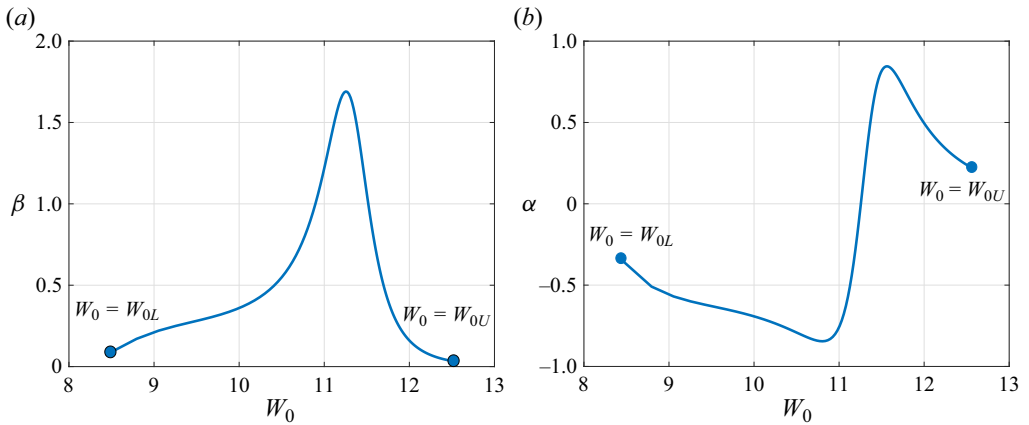 (a)
2.0
1.5
β 1.0
0.5
0
W₀ = W₀L
W₀ = W₀U
8 9 10 11 12 13
W₀
(b)
1.0
0.5
α 0
−0.5
−1.0
W₀ = W₀L
W₀ = W₀U
8 9 10 11 12 13
W₀